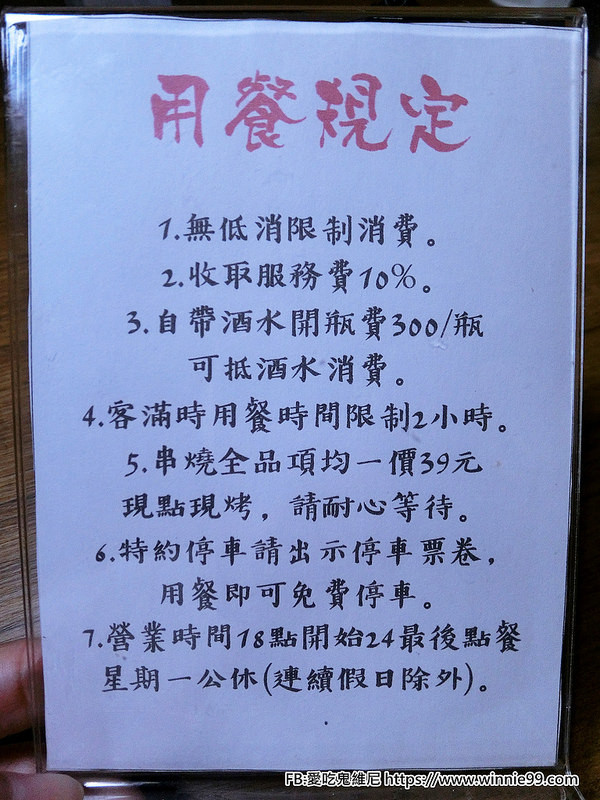 用餐規定
1.無低消限制消費。
2.收取服務費10%。
3.自帶酒水開瓶費300/瓶
可抵酒水消費。
4.客滿時用餐時間限制2小時。
5.串燒全品項均一價39元
現點現烤，請耐心等待。
6.特約停車請出示停車票卷，
用餐即可免費停車。
7.營業時間18點開始24最後點餐
星期一公休(連續假日除外)。
FB:愛吃鬼維尼 https://www.winnie99.com